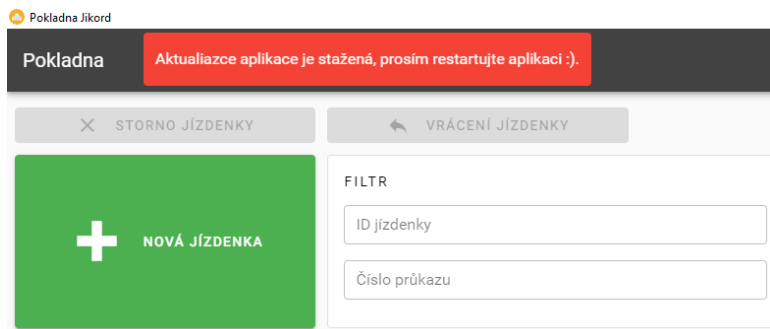 Pokladna Jikord
Pokladna
Aktualiazce aplikace je stažená, prosím restartujte aplikaci :).
STORNO JÍZDENKY
VRÁCENÍ JÍZDENKY
NOVÁ JÍZDENKA
FILTR
ID jízdenky
Číslo průkazu